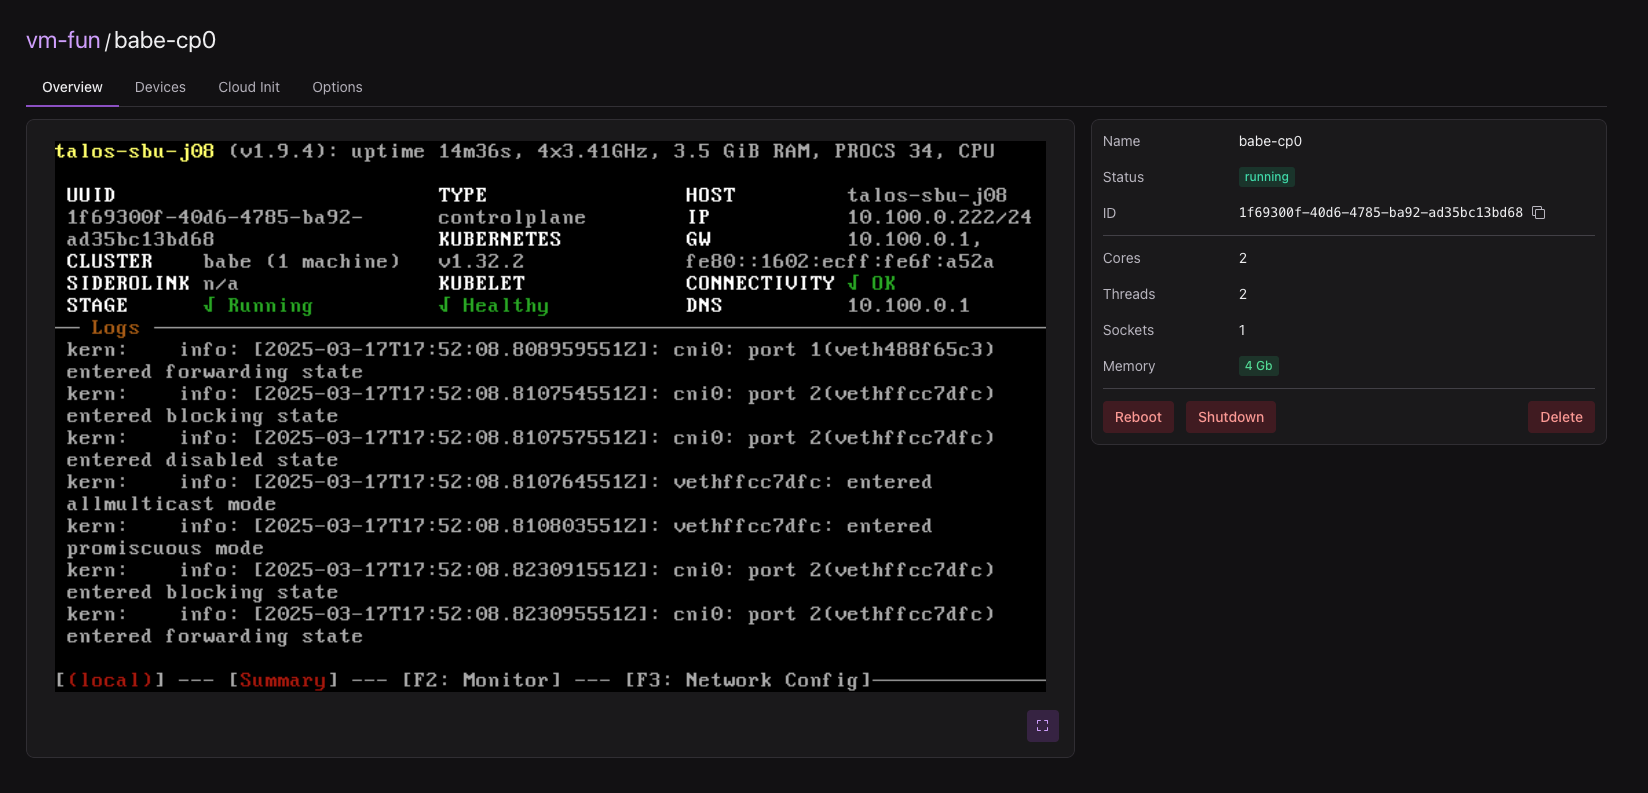 vm-fun / babe-cp0
Overview Devices Cloud Init Options
talos-sbu-j08 (v1.9.4): uptime 14m36s, 4x3.41GHz, 3.5 GiB RAM, PROCS 34, CPU
UUID TYPE HOST talos-sbu-j08
1f69300f-40d6-4785-ba92- controlplane IP 10.100.0.222/24
ad35bc13bd68 KUBERNETES GW 10.100.0.1,
CLUSTER babe (1 machine) v1.32.2 fe80::1602:ecff:fe6f:a52a
SIDEROLINK n/a KUBELET CONNECTIVITY √ OK
STAGE √ Running √ Healthy DNS 10.100.0.1
Logs
kern: info: [2025-03-17T17:52:08.808959551Z]: cni0: port 1(veth488f65c3)
entered forwarding state
kern: info: [2025-03-17T17:52:08.810754551Z]: cni0: port 2(vethffcc7dfc)
entered blocking state
kern: info: [2025-03-17T17:52:08.810757551Z]: cni0: port 2(vethffcc7dfc)
entered disabled state
kern: info: [2025-03-17T17:52:08.810764551Z]: vethffcc7dfc: entered
allmulticast mode
kern: info: [2025-03-17T17:52:08.810803551Z]: vethffcc7dfc: entered
promiscuous mode
kern: info: [2025-03-17T17:52:08.823091551Z]: cni0: port 2(vethffcc7dfc)
entered blocking state
kern: info: [2025-03-17T17:52:08.823095551Z]: cni0: port 2(vethffcc7dfc)
entered forwarding state
[(local)] --- [Summary] --- [F2: Monitor] --- [F3: Network Config]
Name babe-cp0
Status running
ID 1f69300f-40d6-4785-ba92-ad35bc13bd68
Cores 2
Threads 2
Sockets 1
Memory 4 Gb
Reboot Shutdown Delete